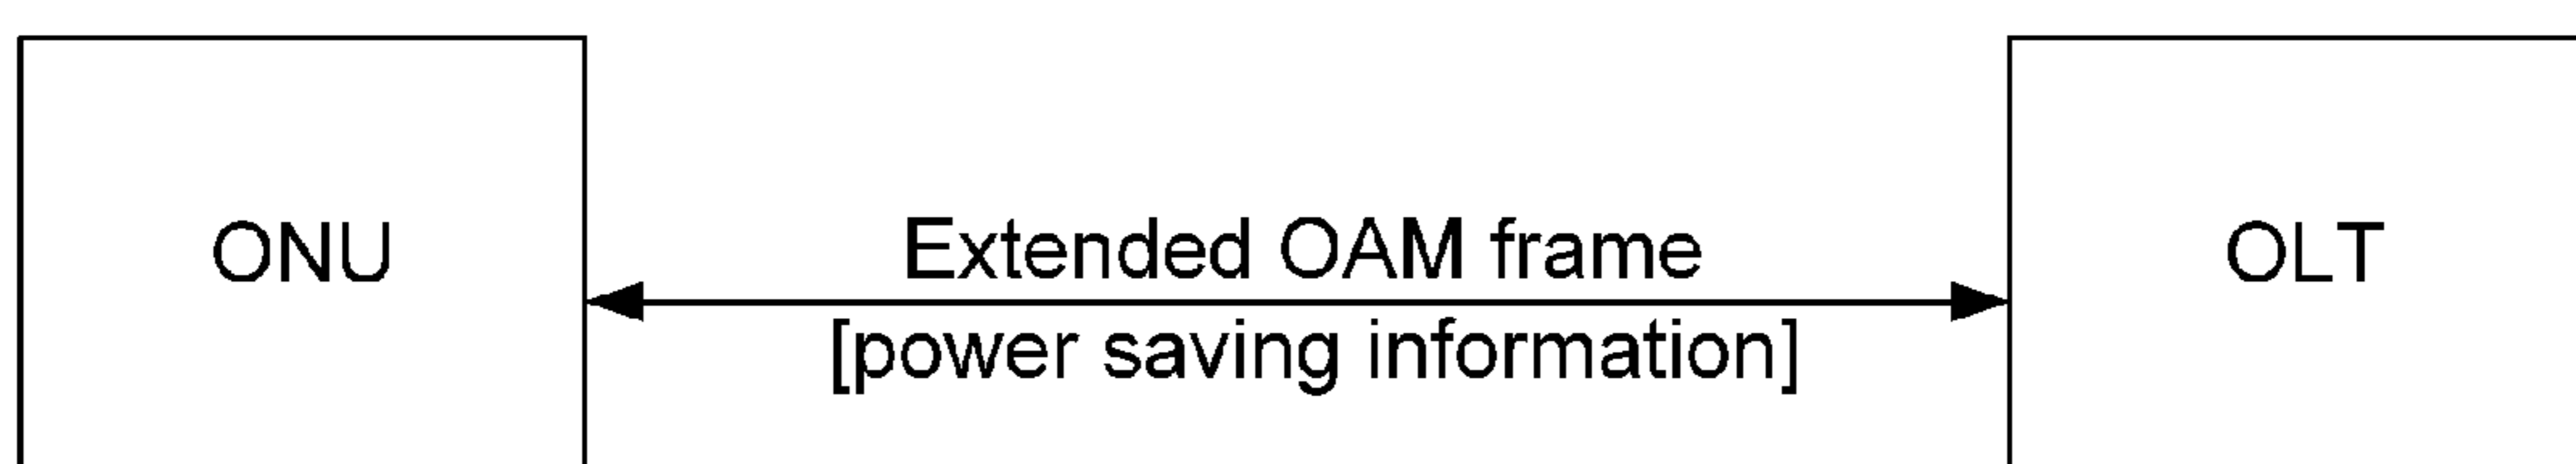 ONU
Extended OAM frame
[power saving information]
OLT